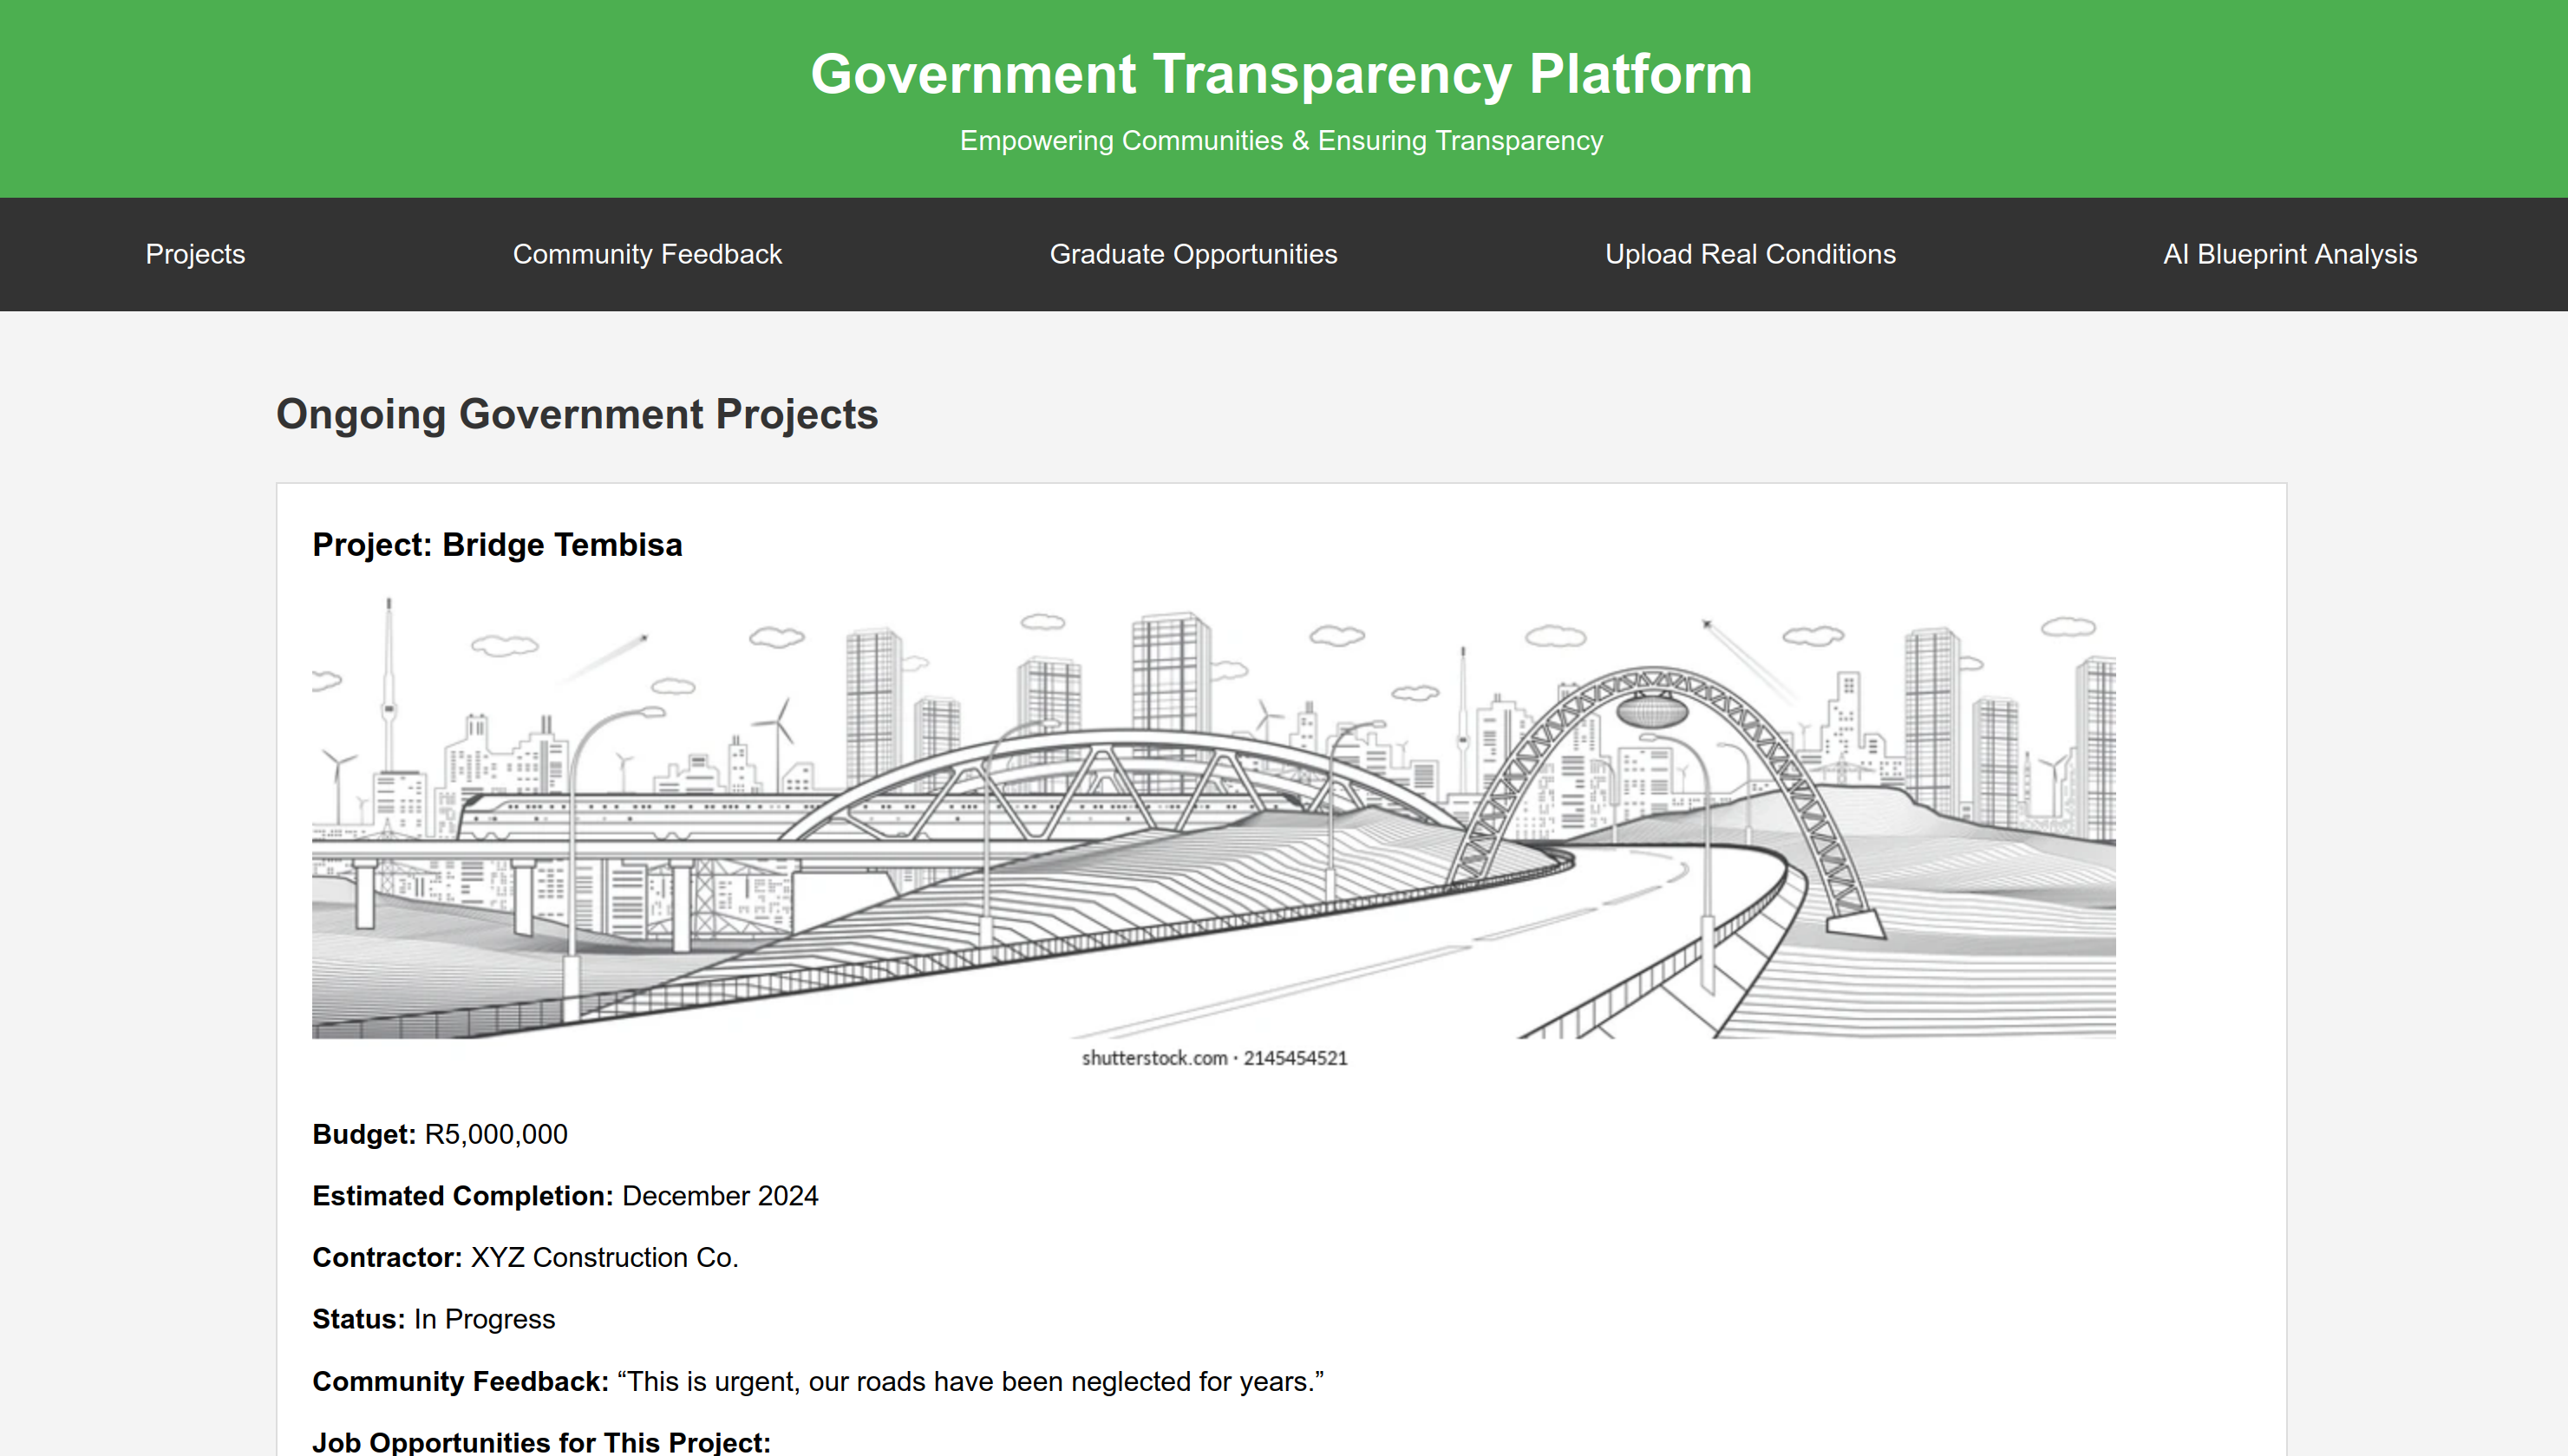 Government Transparency Platform
Empowering Communities & Ensuring Transparency
Projects
Community Feedback
Graduate Opportunities
Upload Real Conditions
AI Blueprint Analysis
Ongoing Government Projects
Project: Bridge Tembisa
shutterstock.com · 2145454521
Budget: R5,000,000
Estimated Completion: December 2024
Contractor: XYZ Construction Co.
Status: In Progress
Community Feedback: “This is urgent, our roads have been neglected for years.”
Job Opportunities for This Project: